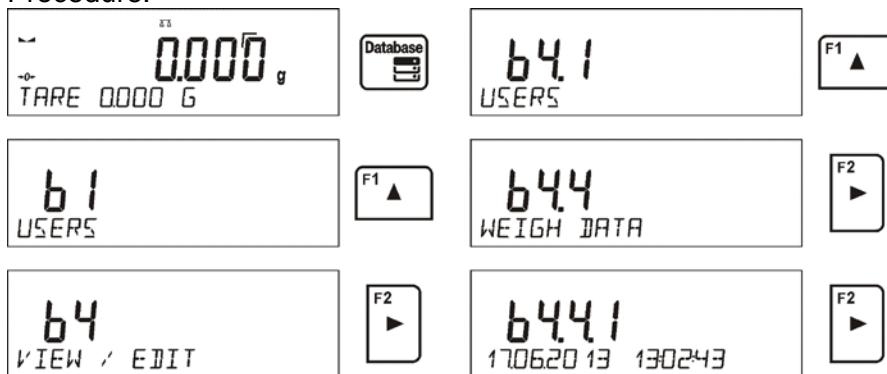 Procedure:
0.000 g
TARE 0.000 G
Database
b1
USERS
F1
b4
VIEW / EDIT
F2
b4.1
USERS
F1
b4.4
WEIGH DATA
F2
b4.4.1
17.06.2013 13:02:43
F2